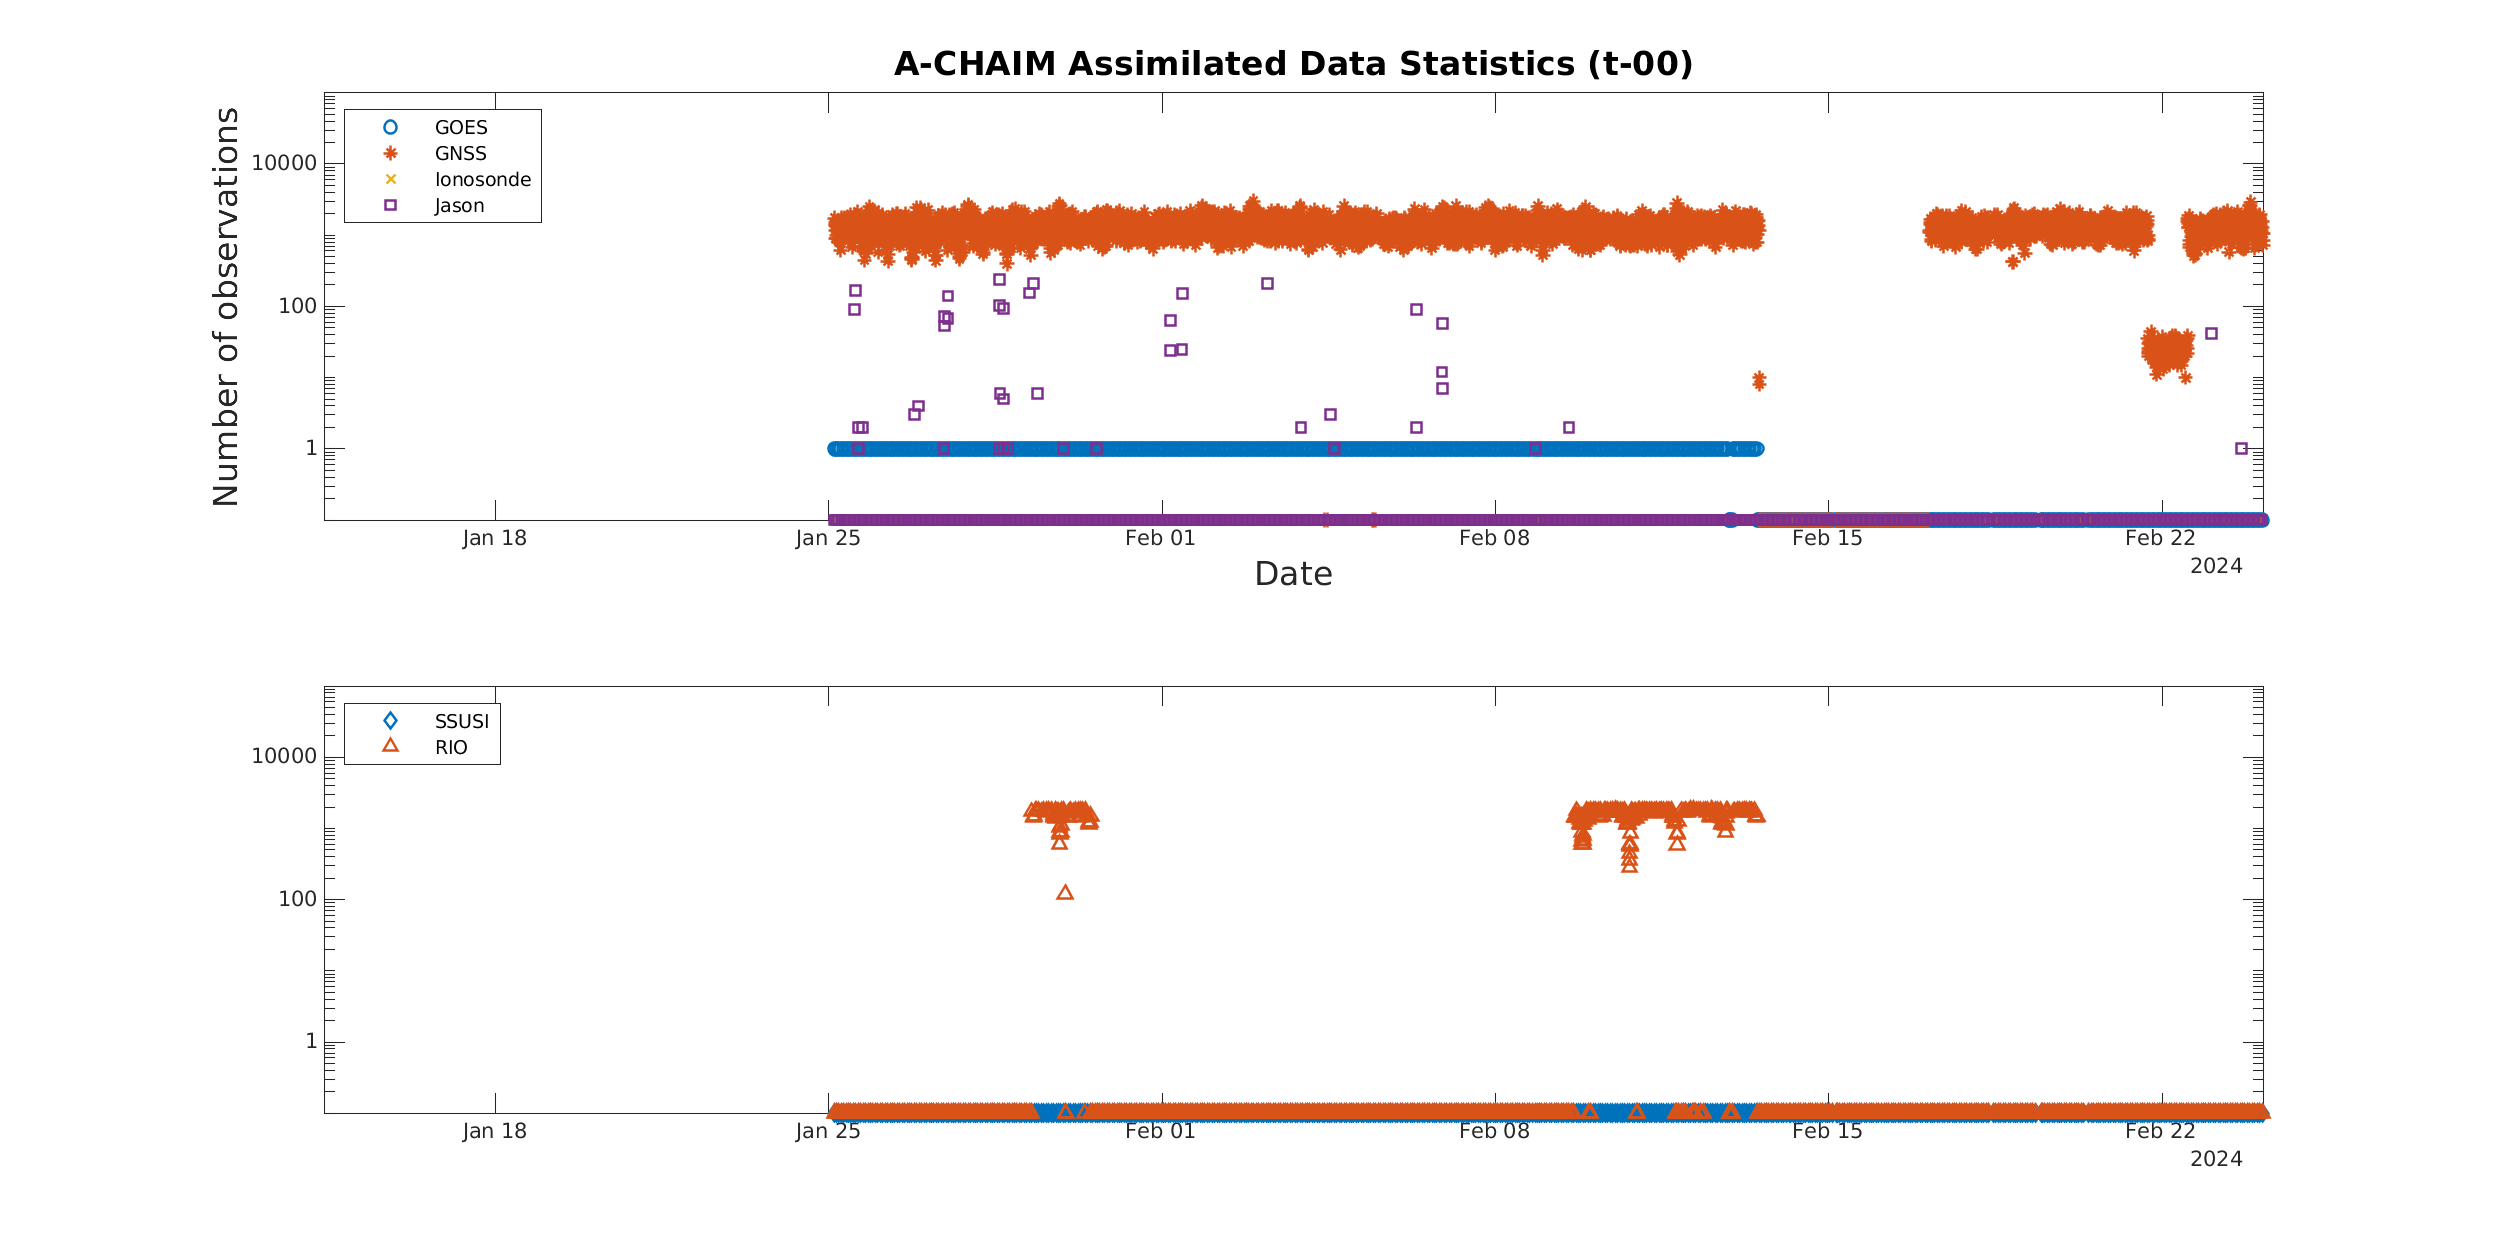 A-CHAIM Assimilated Data Statistics (t-00)
GOES
GNSS
Ionosonde
Jason
Number of observations
10000
100
1
Jan 18
Jan 25
Feb 01
Feb 08
Feb 15
Feb 22
2024
Date
SSUSI
RIO
10000
100
1
Jan 18
Jan 25
Feb 01
Feb 08
Feb 15
Feb 22
2024